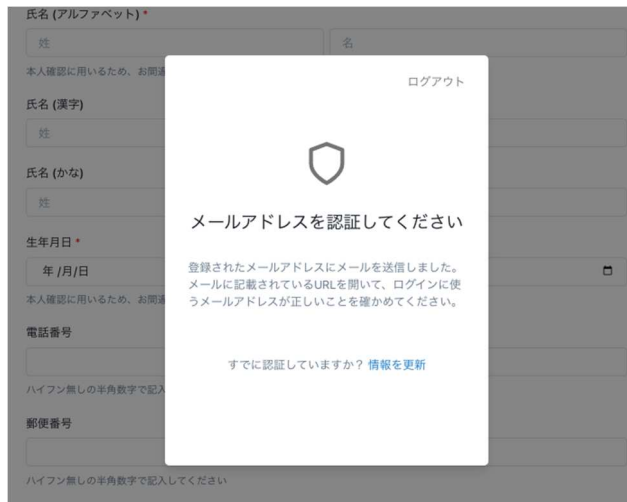 氏名 (アルファベット) *
姓
名
本人確認に用いるため、お間違
ログアウト
氏名 (漢字)
姓
氏名 (かな)
姓
メールアドレスを認証してください
生年月日 *
年 /月/日
登録されたメールアドレスにメールを送信しました。
メールに記載されているURLを開いて、ログインに使
うメールアドレスが正しいことを確かめてください。
本人確認に用いるため、お間違
電話番号
すでに認証していますか? 情報を更新
ハイフン無しの半角数字で記入
郵便番号
ハイフン無しの半角数字で記入してください